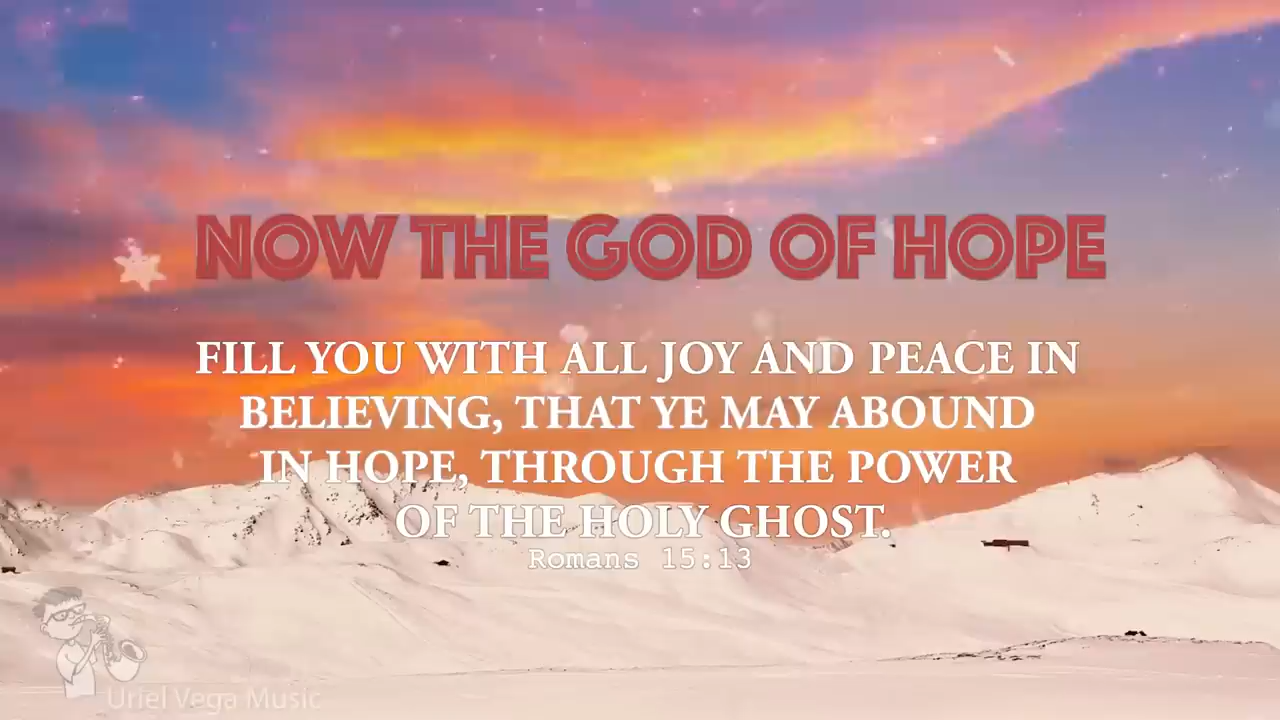 NOW THE GOD OF HOPE
FILL YOU WITH ALL JOY AND PEACE IN
BELIEVING, THAT YE MAY ABOUND
IN HOPE, THROUGH THE POWER
OF THE HOLY GHOST.
Romans 15:13
Uriel Vega Music